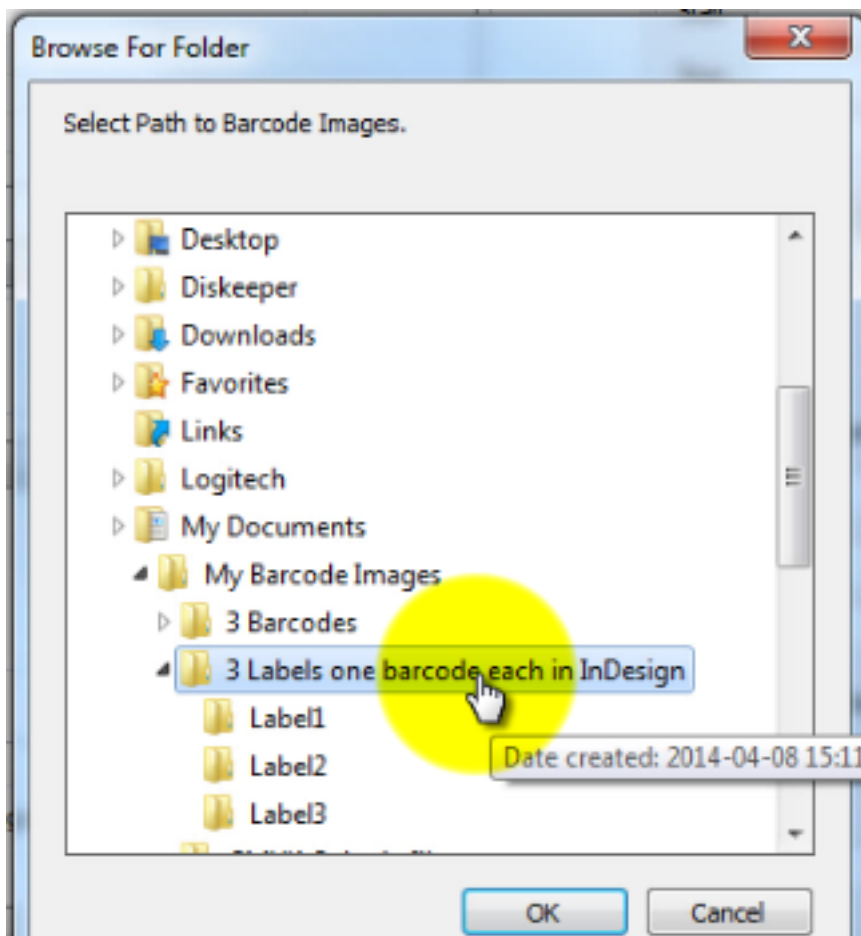 Browse For Folder
Select Path to Barcode Images.
Desktop
Diskeeper
Downloads
Favorites
Links
Logitech
My Documents
My Barcode Images
3 Barcodes
3 Labels one barcode each in InDesign
Label1
Label2
Date created: 2014-04-08 15:11
Label3
OK
Cancel